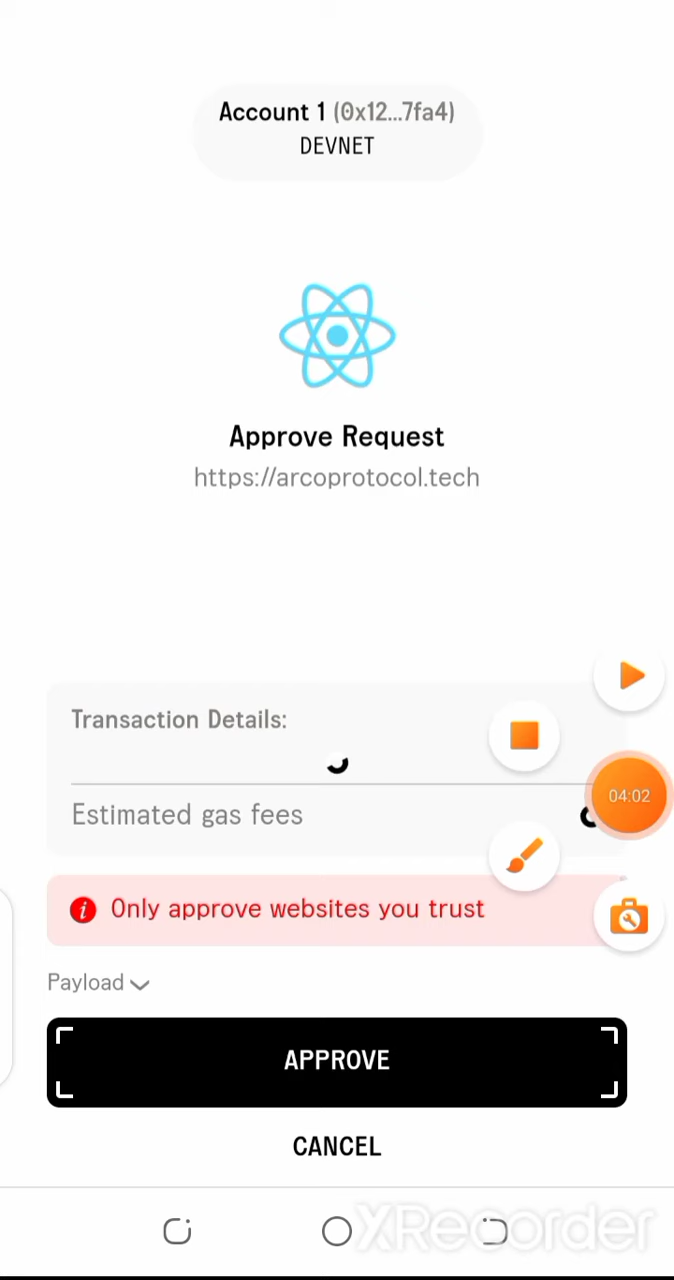 Account 1 (0x12...7fa4)
DEVNET
Approve Request
https://arcoprotocol.tech
Transaction Details:
Estimated gas fees
04:02
Only approve websites you trust
Payload
APPROVE
CANCEL
XRecorder